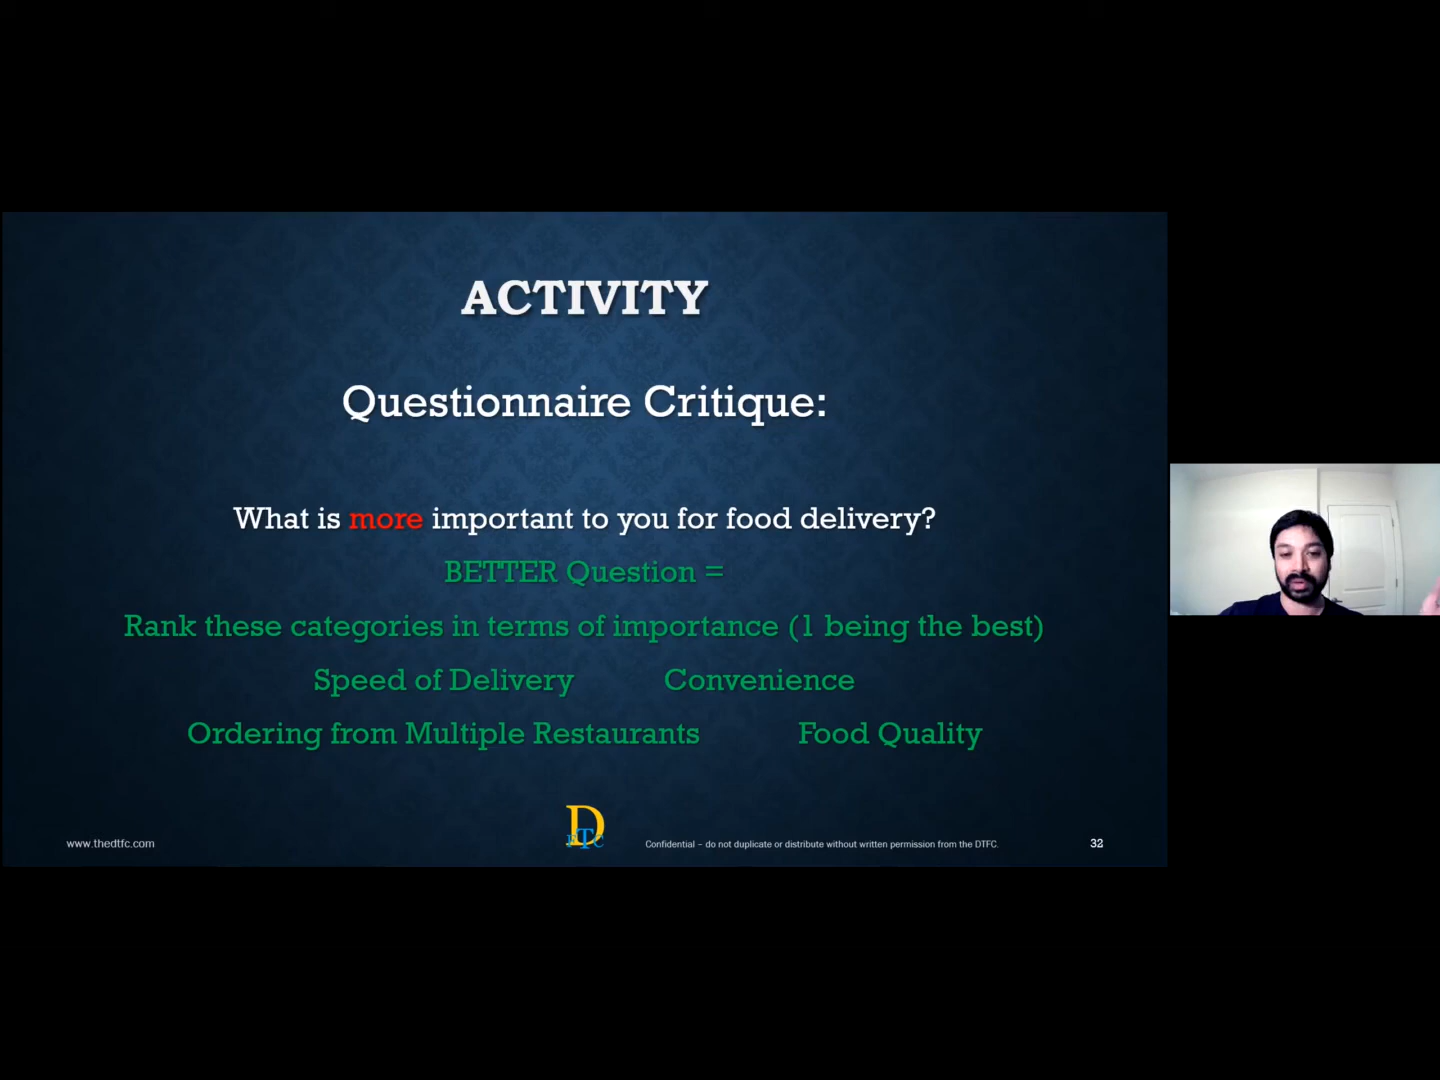 ACTIVITY
Questionnaire Critique:
What is more important to you for food delivery?
BETTER Question =
Rank these categories in terms of importance (1 being the best)
Speed of Delivery Convenience
Ordering from Multiple Restaurants Food Quality
www.thedtfc.com
DFTC
Confidential – do not duplicate or distribute without written permission from the DTFC.
32